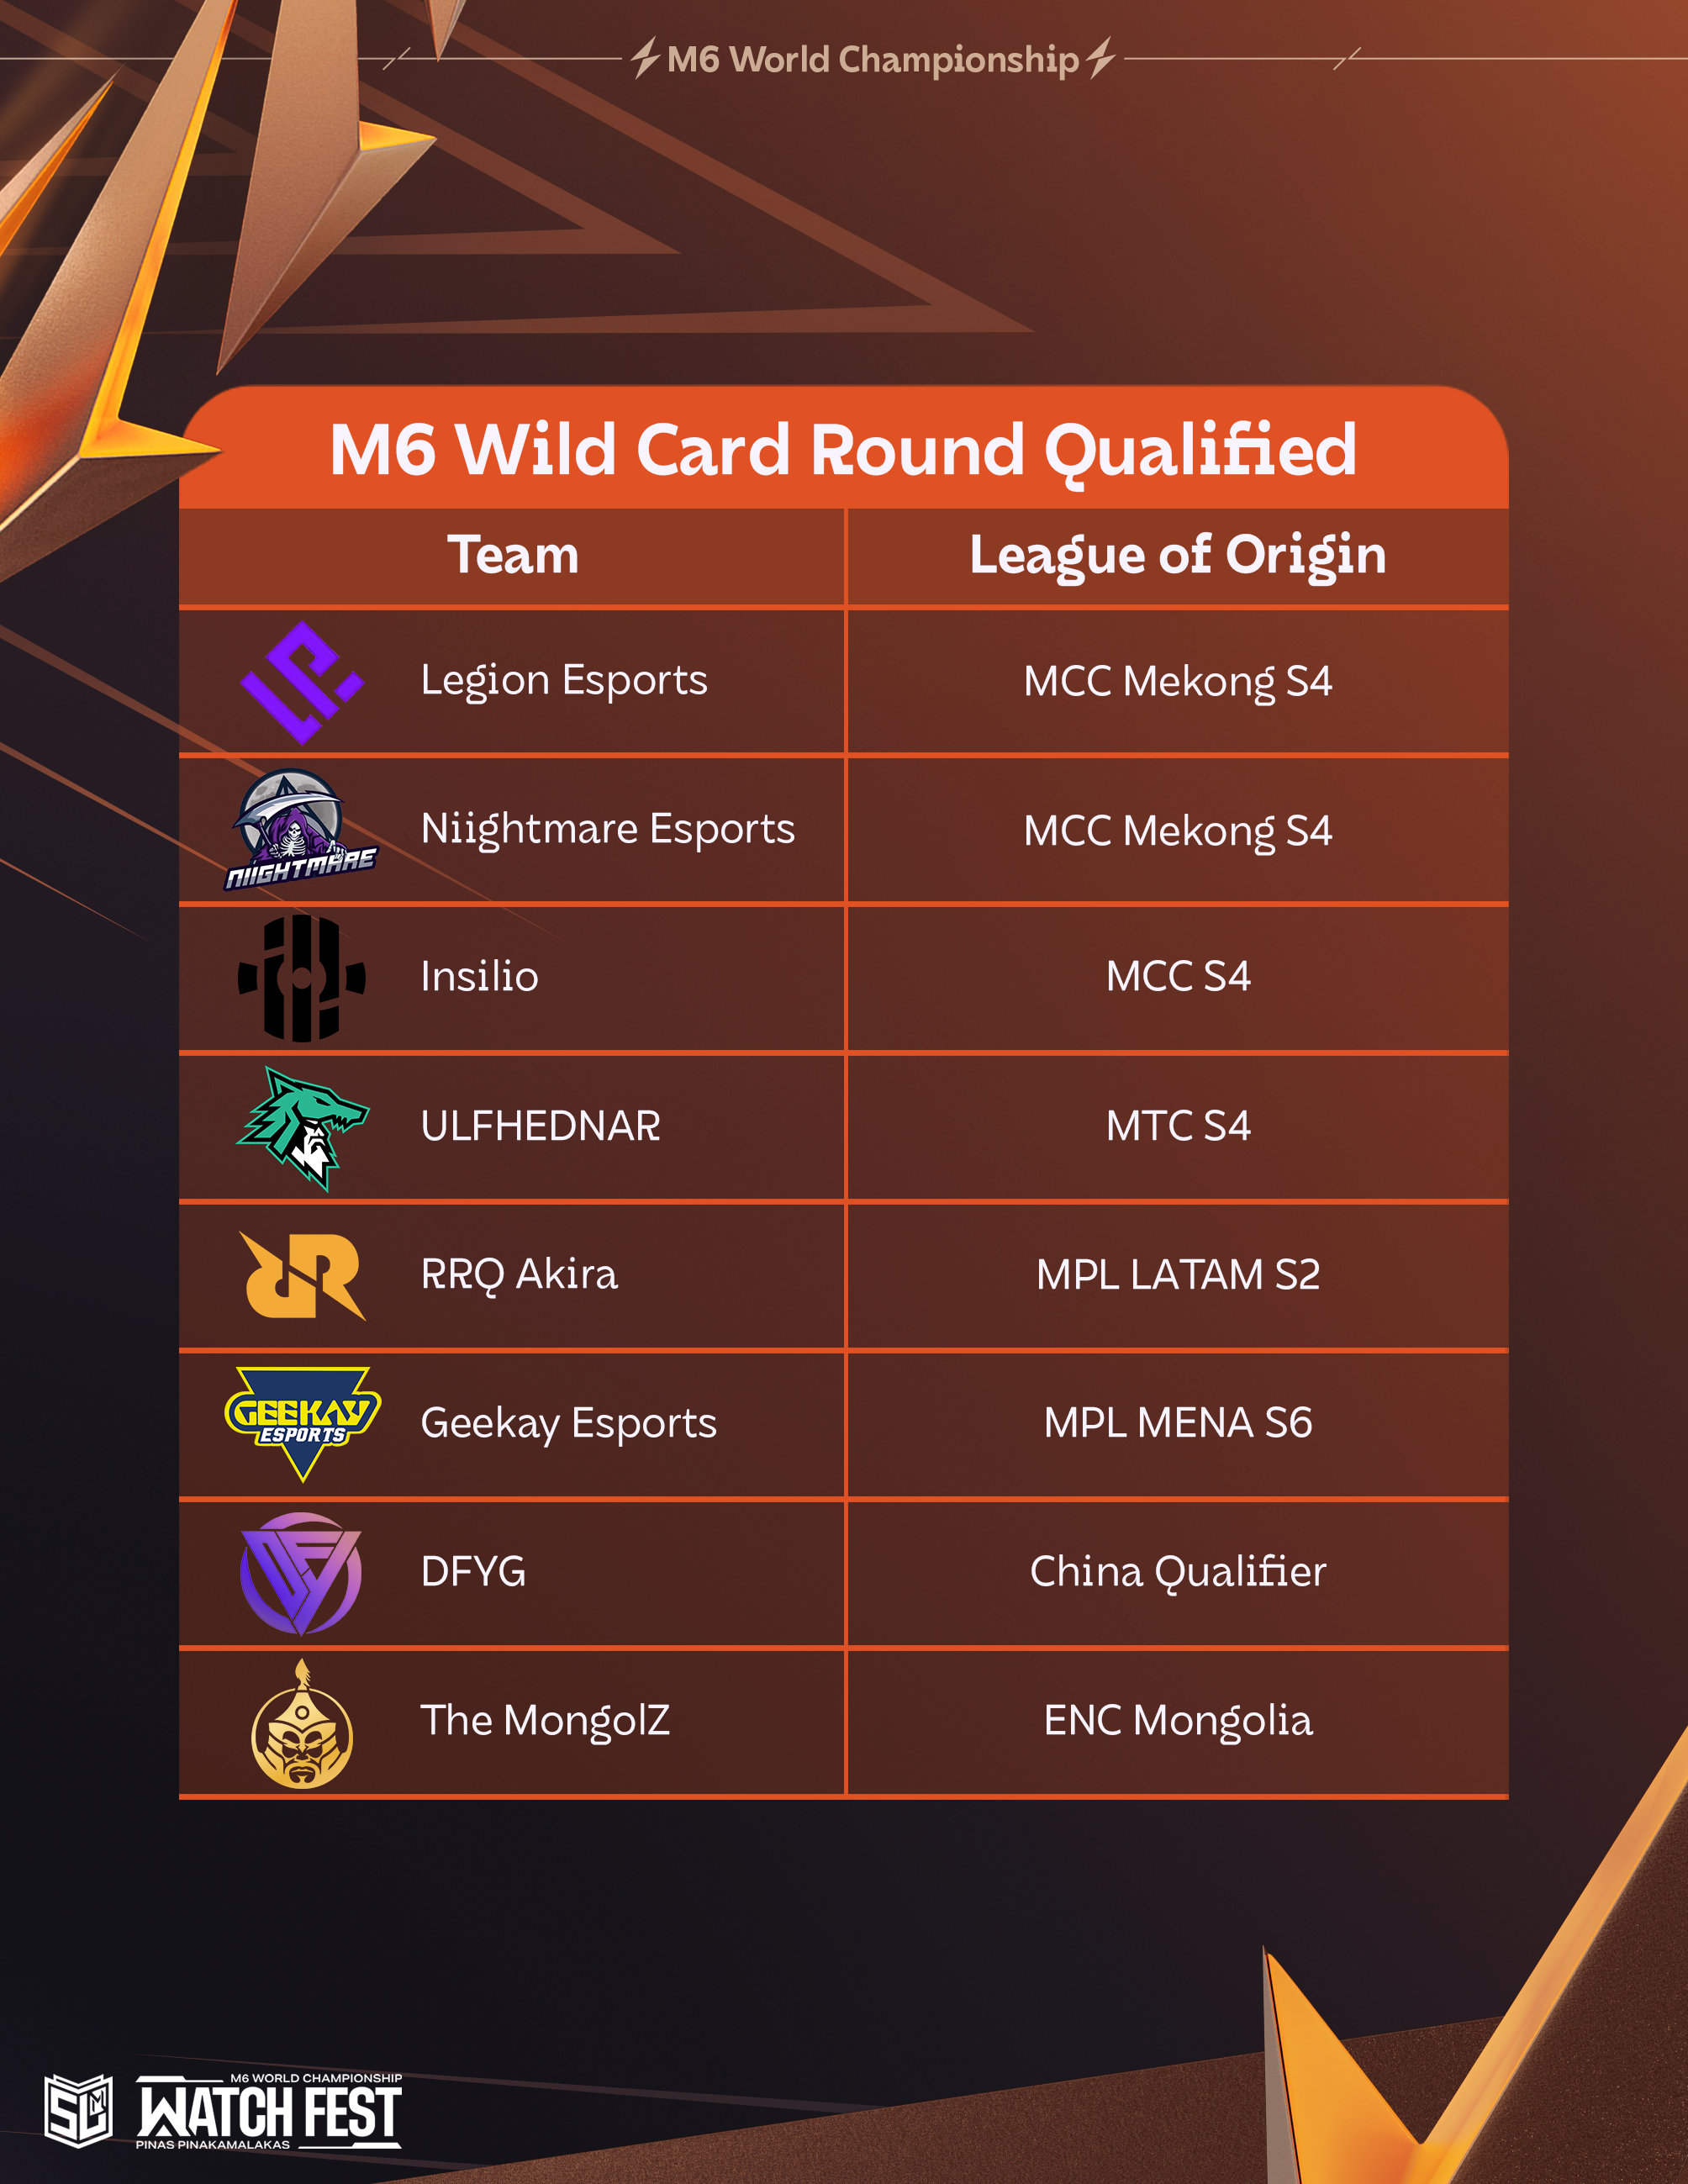 M6 World Championship
M6 Wild Card Round Qualified
Team League of Origin
Legion Esports MCC Mekong S4
NIIGHTMARE
Niightmare Esports MCC Mekong S4
Insilio MCC S4
ULFHEDNAR MTC S4
RRQ Akira MPL LATAM S2
GEEKAY
ESPORTS
Geekay Esports MPL MENA S6
DFYG China Qualifier
The MongolZ ENC Mongolia
M6 WORLD CHAMPIONSHIP
WATCH FEST
PINAS PINAKAMALAKAS